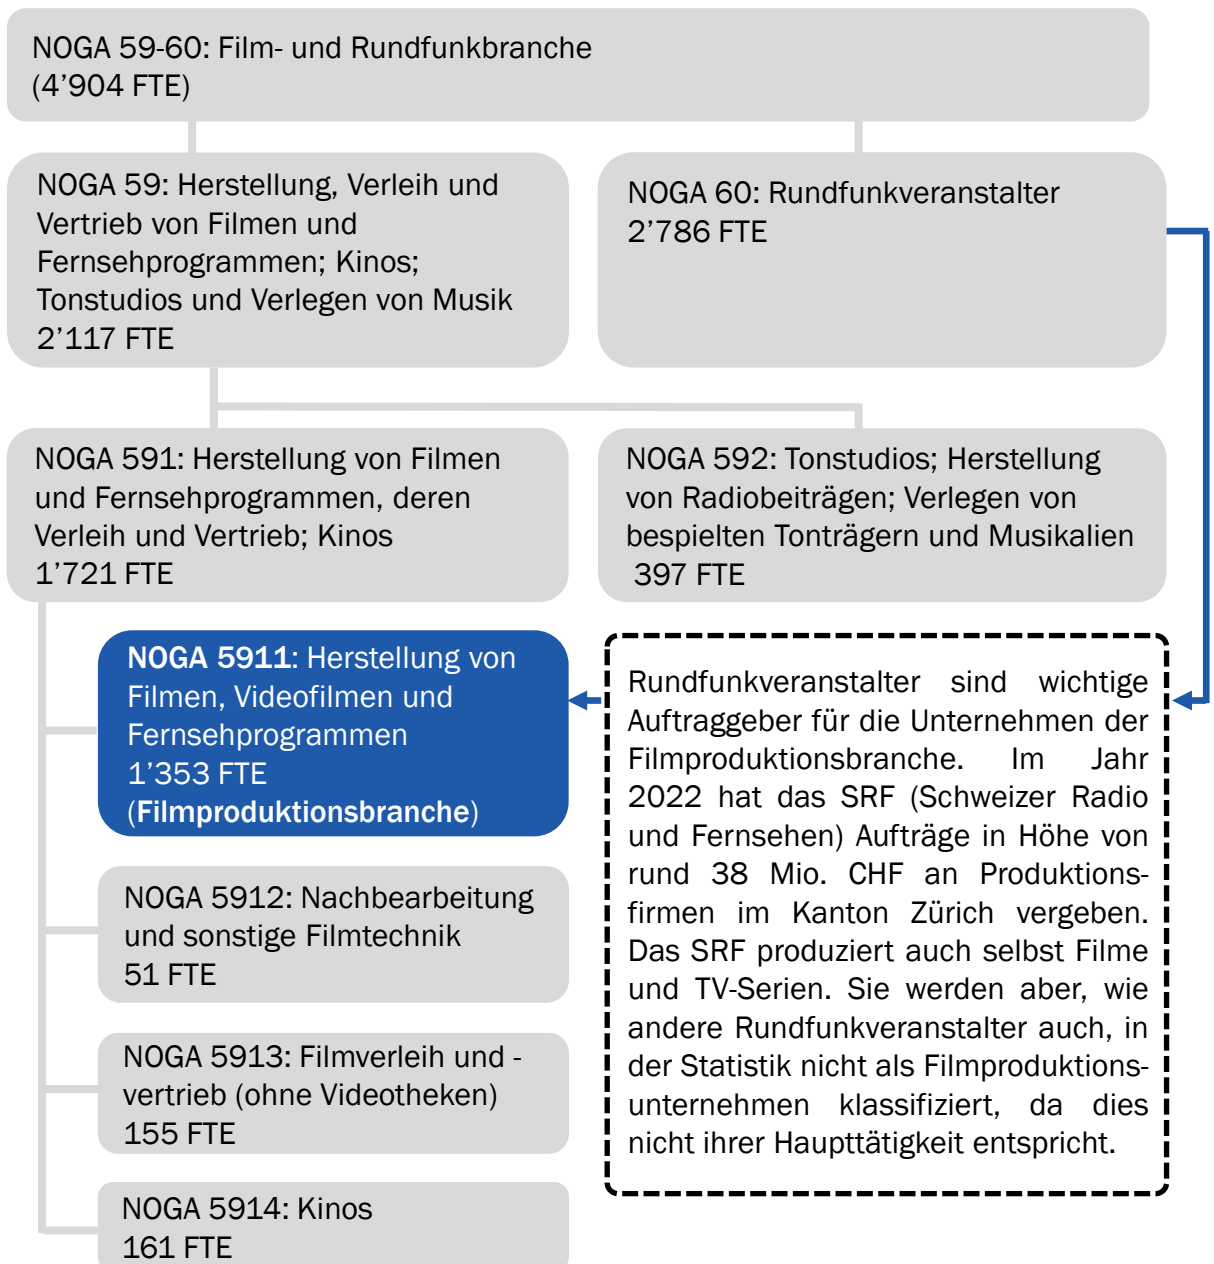 NOGA 59-60: Film- und Rundfunkbranche
(4’904 FTE)
NOGA 59: Herstellung, Verleih und
Vertrieb von Filmen und
Fernsehprogrammen; Kinos;
Tonstudios und Verlegen von Musik
2’117 FTE
NOGA 60: Rundfunkveranstalter
2’786 FTE
NOGA 591: Herstellung von Filmen
und Fernsehprogrammen, deren
Verleih und Vertrieb; Kinos
1’721 FTE
NOGA 592: Tonstudios; Herstellung
von Radiobeiträgen; Verlegen von
bespielten Tonträgern und Musikalien
397 FTE
NOGA 5911: Herstellung von
Filmen, Videofilmen und
Fernsehprogrammen
1’353 FTE
(Filmproduktionsbranche)
NOGA 5912: Nachbearbeitung
und sonstige Filmtechnik
51 FTE
NOGA 5913: Filmverleih und -
vertrieb (ohne Videotheken)
155 FTE
NOGA 5914: Kinos
161 FTE
Rundfunkveranstalter sind wichtige
Auftraggeber für die Unternehmen der
Filmproduktionsbranche. Im Jahr
2022 hat das SRF (Schweizer Radio
und Fernsehen) Aufträge in Höhe von
rund 38 Mio. CHF an Produktions-
firmen im Kanton Zürich vergeben.
Das SRF produziert auch selbst Filme
und TV-Serien. Sie werden aber, wie
andere Rundfunkveranstalter auch, in
der Statistik nicht als Filmproduktions-
unternehmen klassifiziert, da dies
nicht ihrer Haupttätigkeit entspricht.